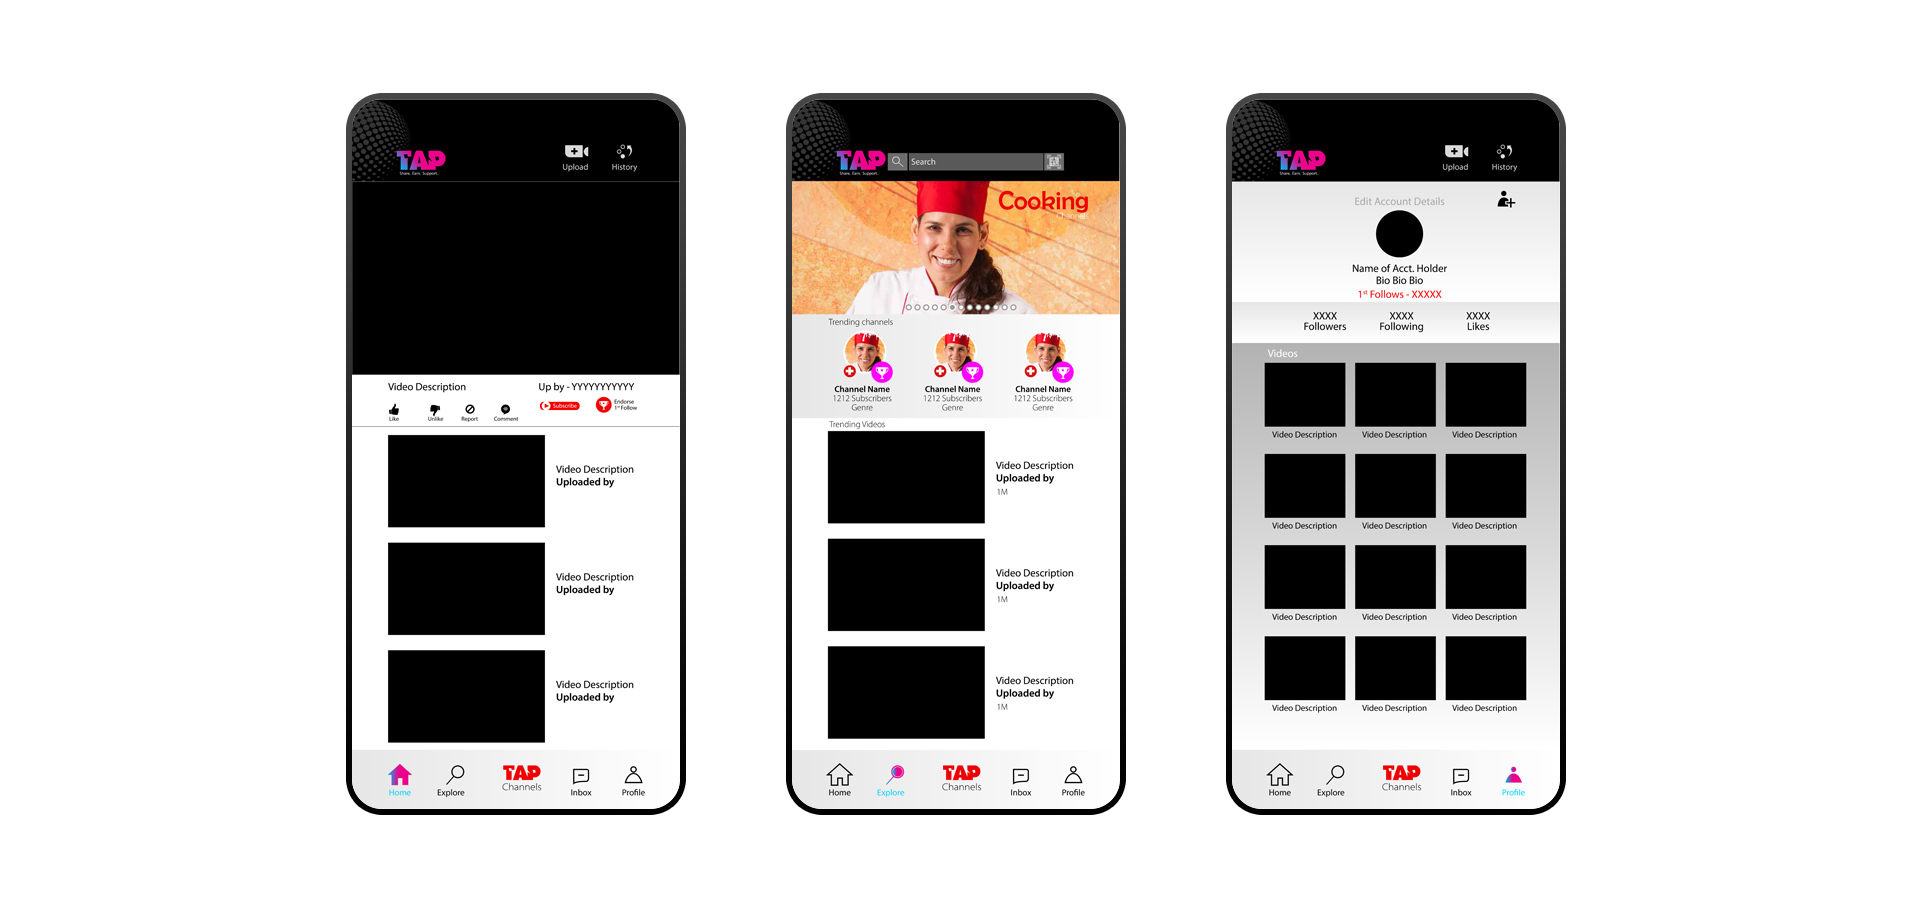 TAP
Share. Earn. Support.
Upload
History
Video Description
Up by - YYYYYYYYYYY
Like
Unlike
Report
Comment
Subscribe
Endorse
1st Follow
Video Description
Uploaded by
Video Description
Uploaded by
Video Description
Uploaded by
Home
Explore
TAP
Channels
Inbox
Profile
TAP
Share. Earn. Support.
Search
Cooking
Channels
Trending channels
Channel Name
1212 Subscribers
Genre
Channel Name
1212 Subscribers
Genre
Channel Name
1212 Subscribers
Genre
Trending Videos
Video Description
Uploaded by
1M
Video Description
Uploaded by
1M
Video Description
Uploaded by
1M
Home
Explore
TAP
Channels
Inbox
Profile
TAP
Share. Earn. Support.
Upload
History
Edit Account Details
Name of Acct. Holder
Bio Bio Bio
1st Follows - XXXXX
XXXX
Followers
XXXX
Following
XXXX
Likes
Videos
Video Description
Video Description
Video Description
Video Description
Video Description
Video Description
Video Description
Video Description
Video Description
Video Description
Video Description
Video Description
Home
Explore
TAP
Channels
Inbox
Profile